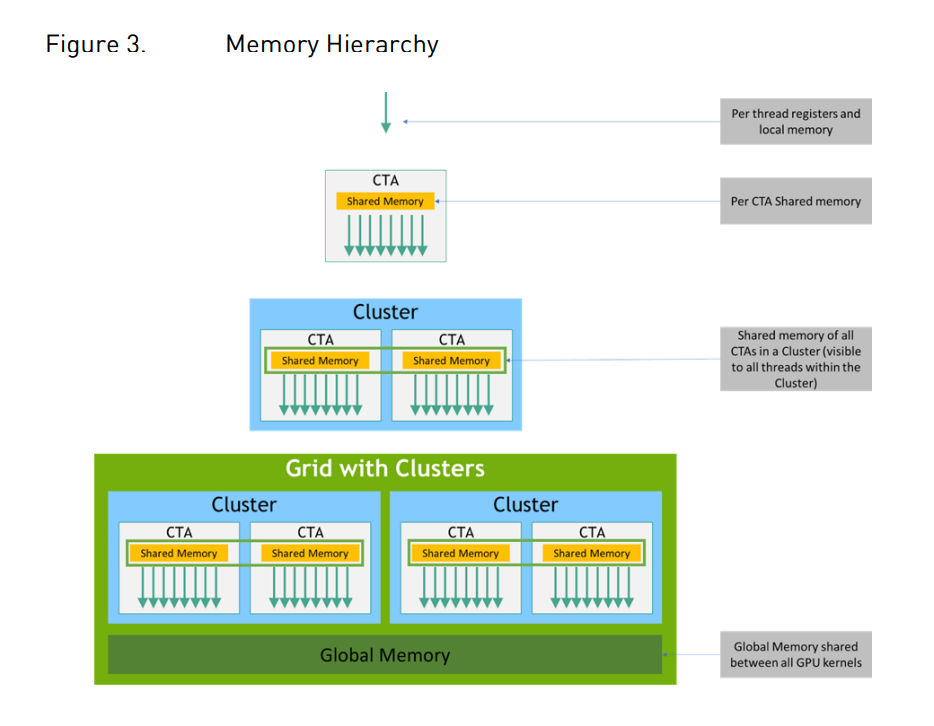 Figure 3. Memory Hierarchy
Per thread registers and
local memory
CTA
Shared Memory
Per CTA Shared memory
Cluster
CTA CTA
Shared Memory Shared Memory
Shared memory of all
CTAs in a Cluster (visible
to all threads within the
Cluster)
Grid with Clusters
Cluster Cluster
CTA CTA CTA CTA
Shared Memory Shared Memory Shared Memory Shared Memory
Global Memory
Global Memory shared
between all GPU kernels